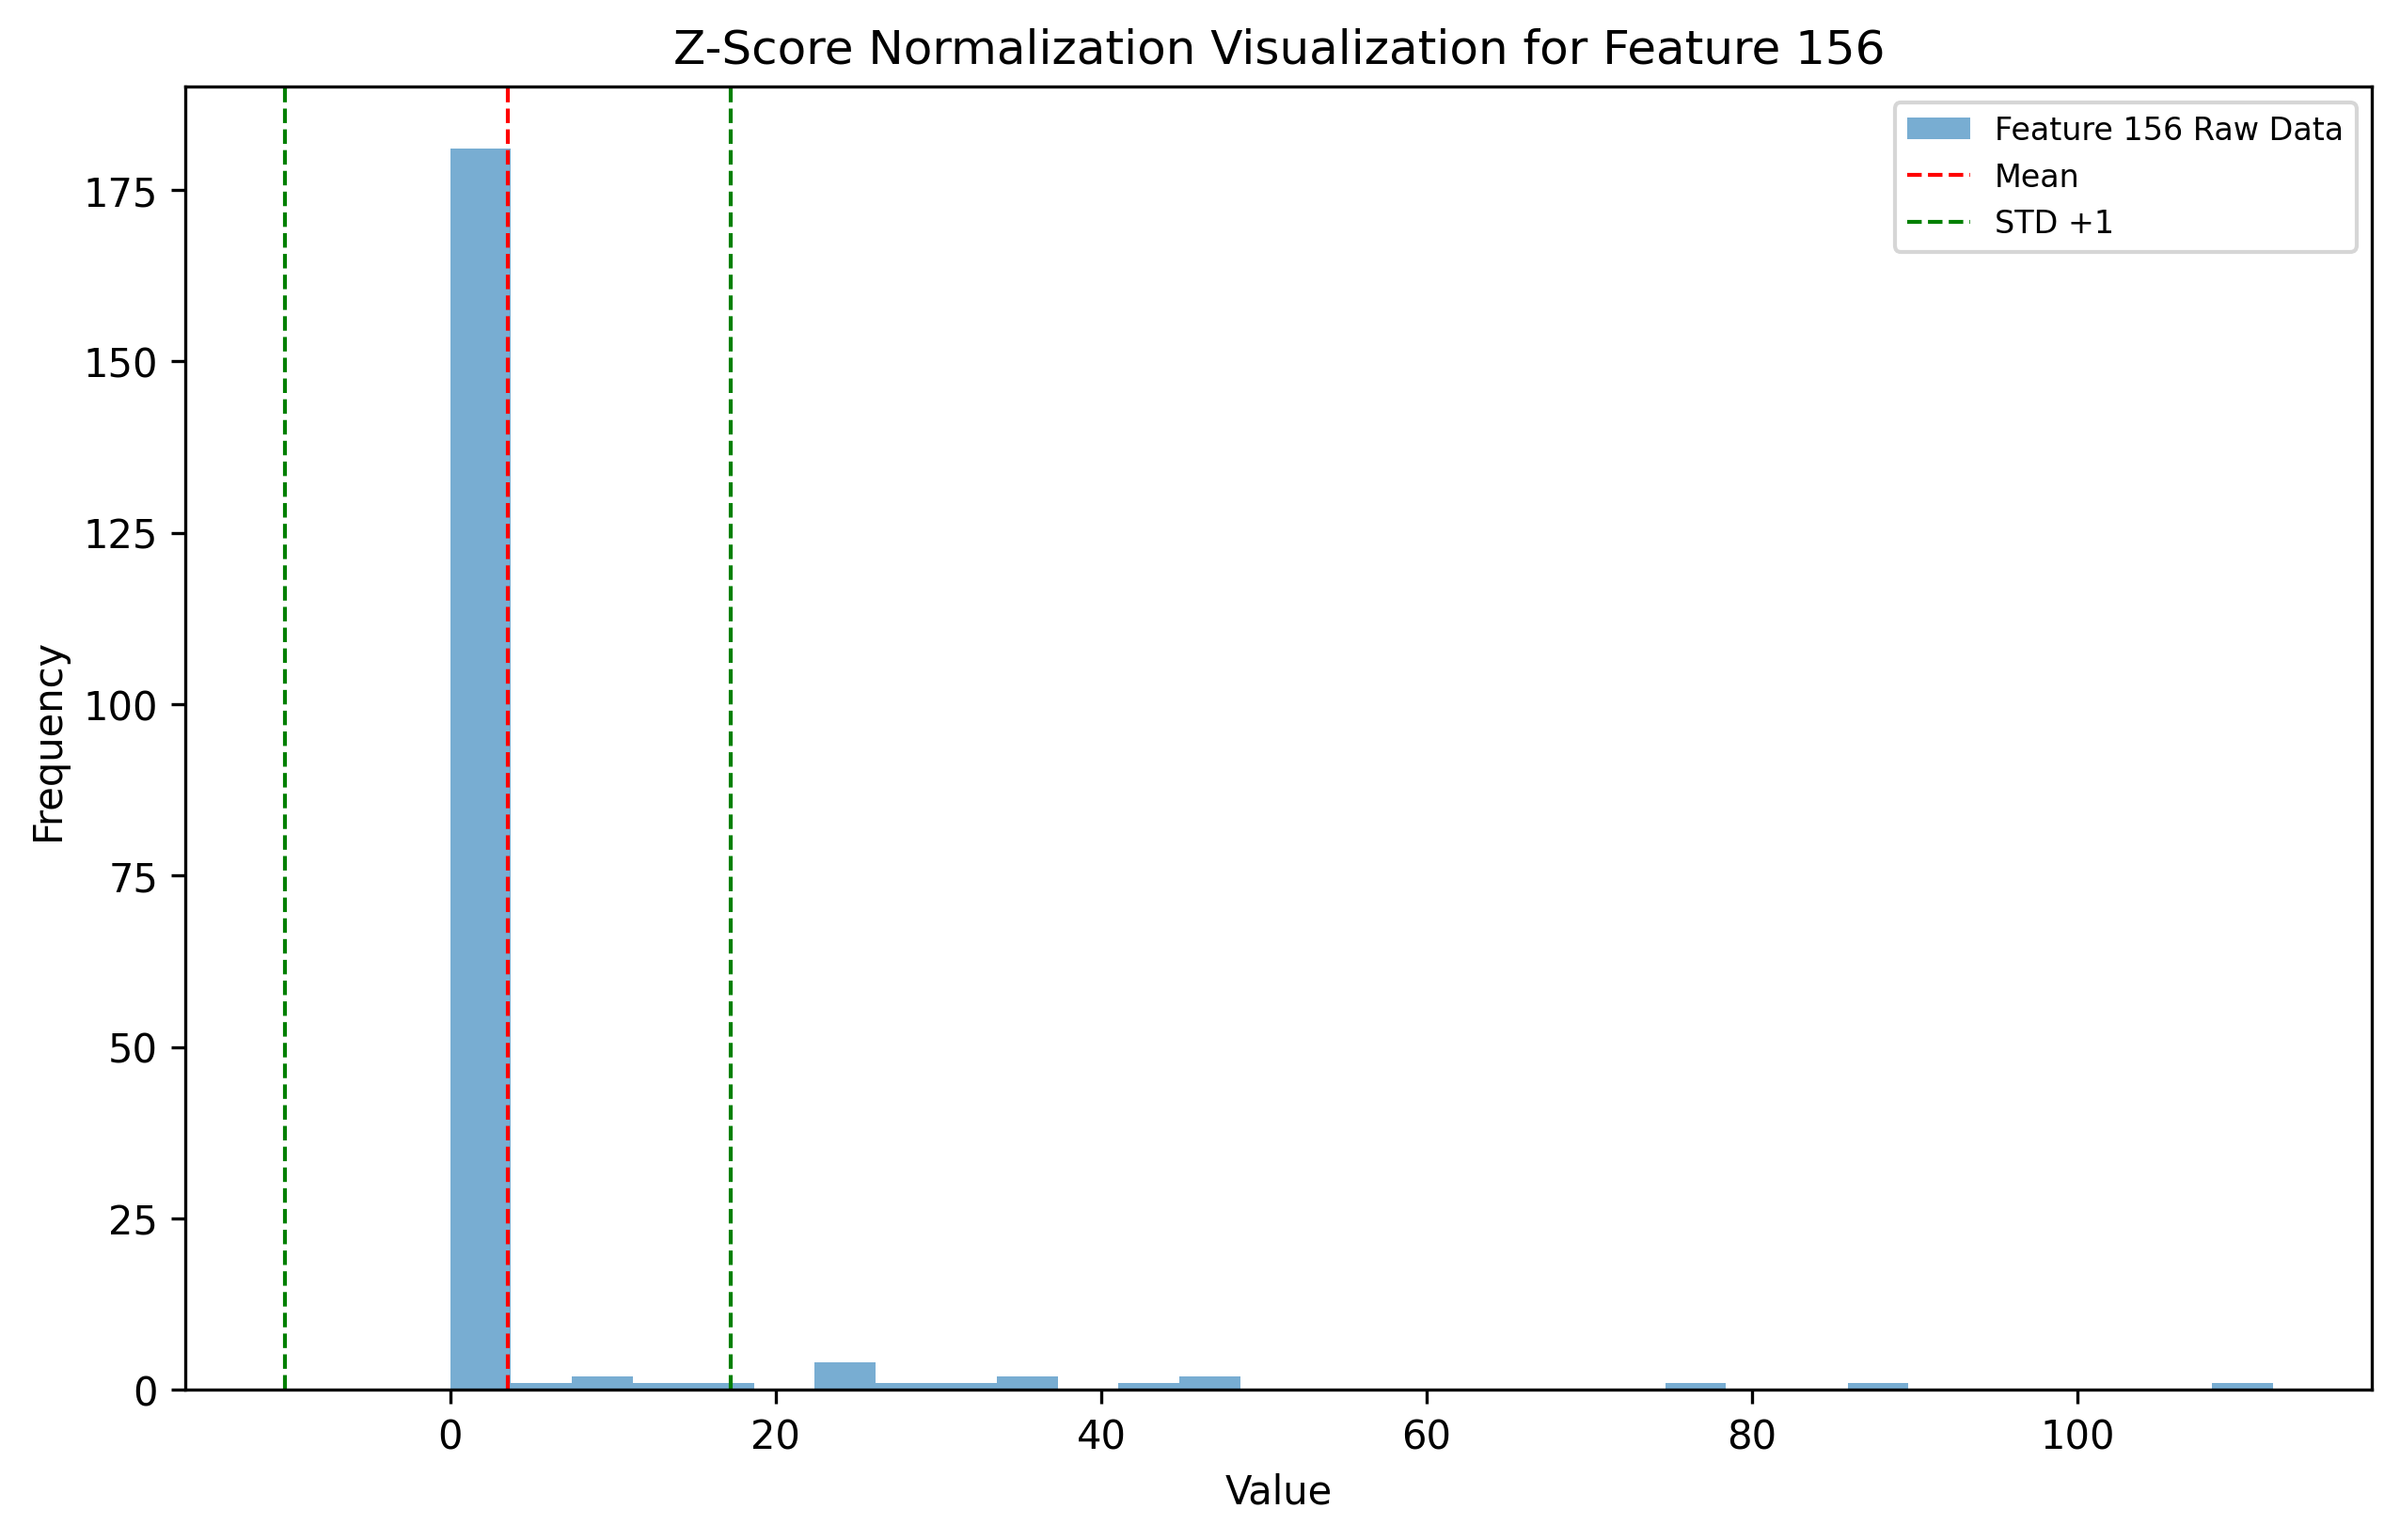 Z-Score Normalization Visualization for Feature 156
Feature 156 Raw Data
Mean
STD +1
175
150
125
100
75
50
25
0
Frequency
0 20 40 60 80 100
Value